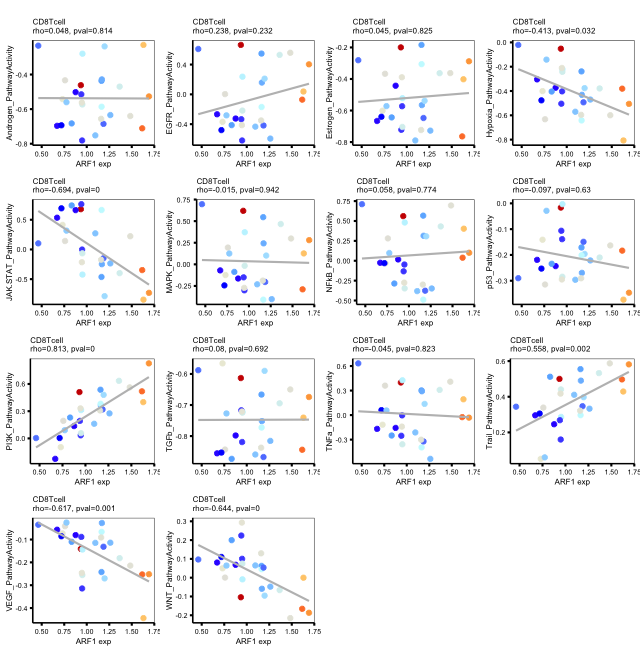 CD8Tcell
rho=0.048, pval=0.814
Androgen_PathwayActivity
-0.4
-0.6
-0.8
0.50 0.75 1.00 1.25 1.50 1.75
ARF1 exp
CD8Tcell
rho=0.238, pval=0.232
EGFR_PathwayActivity
0.4
0.0
-0.4
0.50 0.75 1.00 1.25 1.50 1.75
ARF1 exp
CD8Tcell
rho=0.045, pval=0.825
Estrogen_PathwayActivity
-0.2
-0.4
-0.6
-0.8
0.50 0.75 1.00 1.25 1.50 1.75
ARF1 exp
CD8Tcell
rho=-0.413, pval=0.032
Hypoxia_PathwayActivity
0.0
-0.2
-0.4
-0.6
-0.8
0.50 0.75 1.00 1.25 1.50 1.75
ARF1 exp
CD8Tcell
rho=-0.694, pval=0
JAK-STAT_PathwayActivity
0.5
0.0
-0.5
0.50 0.75 1.00 1.25 1.50 1.75
ARF1 exp
CD8Tcell
rho=-0.015, pval=0.942
MAPK_PathwayActivity
0.75
0.50
0.25
0.00
-0.25
0.50 0.75 1.00 1.25 1.50 1.75
ARF1 exp
CD8Tcell
rho=0.058, pval=0.774
NFkB_PathwayActivity
0.75
0.50
0.25
0.00
-0.25
-0.50
0.50 0.75 1.00 1.25 1.50 1.75
ARF1 exp
CD8Tcell
rho=-0.097, pval=0.63
p53_PathwayActivity
0.0
-0.1
-0.2
-0.3
0.50 0.75 1.00 1.25 1.50 1.75
ARF1 exp
CD8Tcell
rho=0.813, pval=0
PI3K_PathwayActivity
0.6
0.3
0.0
0.50 0.75 1.00 1.25 1.50 1.75
ARF1 exp
CD8Tcell
rho=0.08, pval=0.692
TGFb_PathwayActivity
-0.6
-0.7
-0.8
0.50 0.75 1.00 1.25 1.50 1.75
ARF1 exp
CD8Tcell
rho=-0.045, pval=0.823
TNFa_PathwayActivity
0.6
0.3
0.0
-0.3
0.50 0.75 1.00 1.25 1.50 1.75
ARF1 exp
CD8Tcell
rho=0.558, pval=0.002
Trail_PathwayActivity
0.6
0.4
0.2
0.50 0.75 1.00 1.25 1.50 1.75
ARF1 exp
CD8Tcell
rho=-0.617, pval=0.001
VEGF_PathwayActivity
-0.1
-0.2
-0.3
-0.4
0.50 0.75 1.00 1.25 1.50 1.75
ARF1 exp
CD8Tcell
rho=-0.644, pval=0
WNT_PathwayActivity
0.3
0.2
0.1
0.0
-0.1
-0.2
0.50 0.75 1.00 1.25 1.50 1.75
ARF1 exp